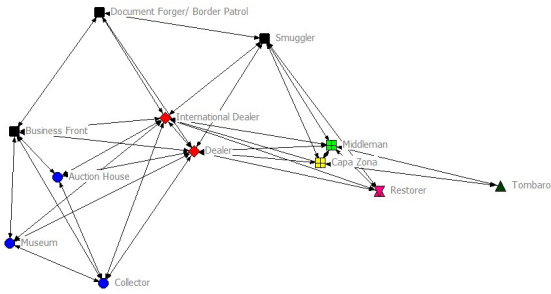 Document Forger/ Border Patrol
Smuggler
International Dealer
Business Front
Middleman
Dealer
Capa Zona
Auction House
Restorer
Tombaro
Museum
Collector